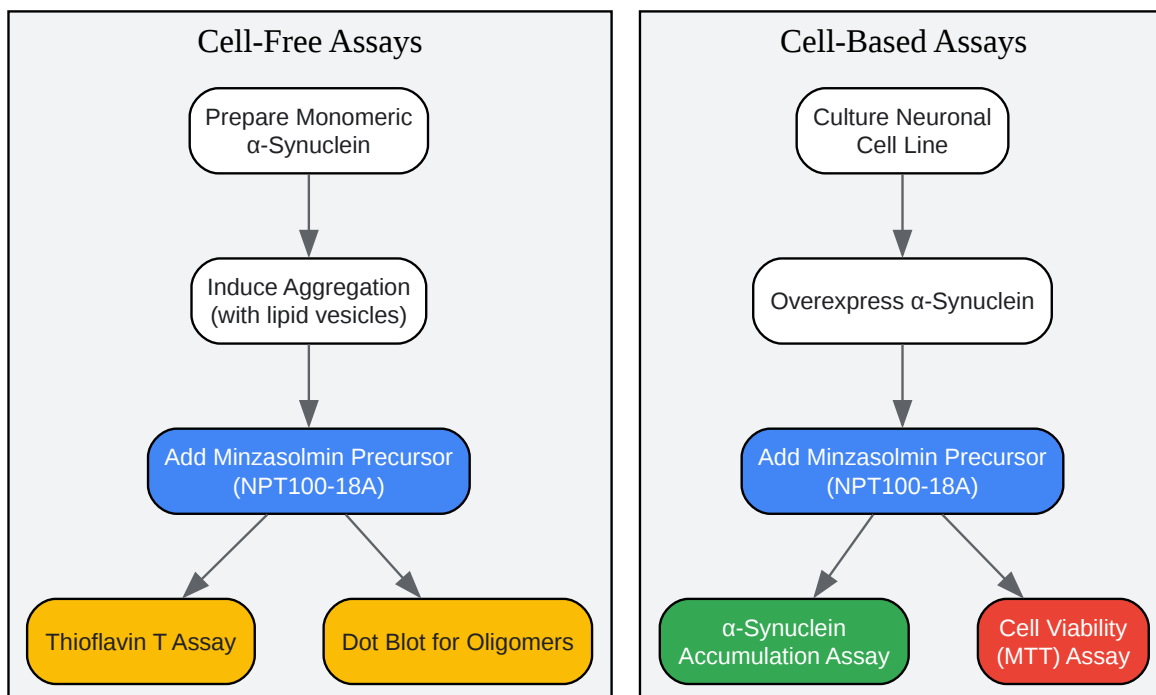 Cell-Free Assays
Prepare Monomeric
α-Synuclein
Induce Aggregation
(with lipid vesicles)
Add Minzasolmin Precursor
(NPT100-18A)
Thioflavin T Assay
Dot Blot for Oligomers
Cell-Based Assays
Culture Neuronal
Cell Line
Overexpress α-Synuclein
Add Minzasolmin Precursor
(NPT100-18A)
α-Synuclein
Accumulation Assay
Cell Viability
(MTT) Assay